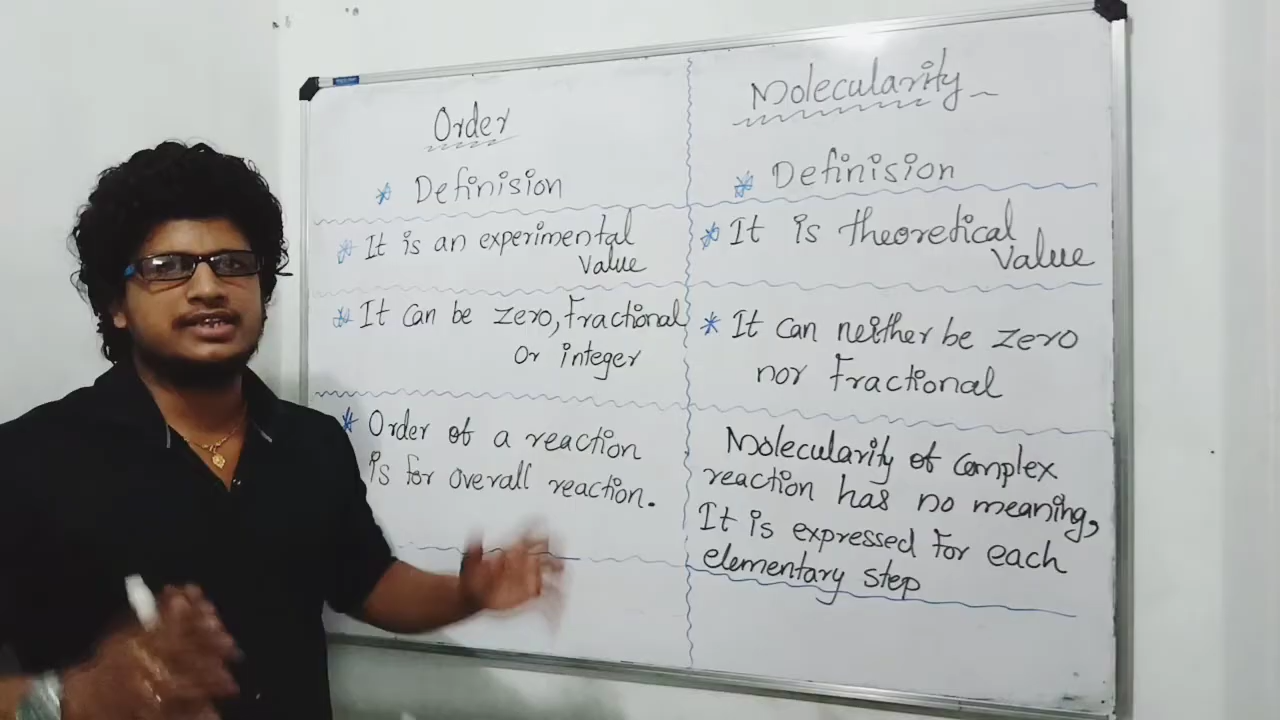 Order
* Definision
* It is an experimental
Value
* It can be zero, Fractional
Or integer
* Order of a reaction
is for overall reaction.
Molecularity
* Definision
* It is theoretical
Value
* It can neither be zero
nor Fractional
Molecularity of complex
reaction has no meaning,
It is expressed for each
elementary step